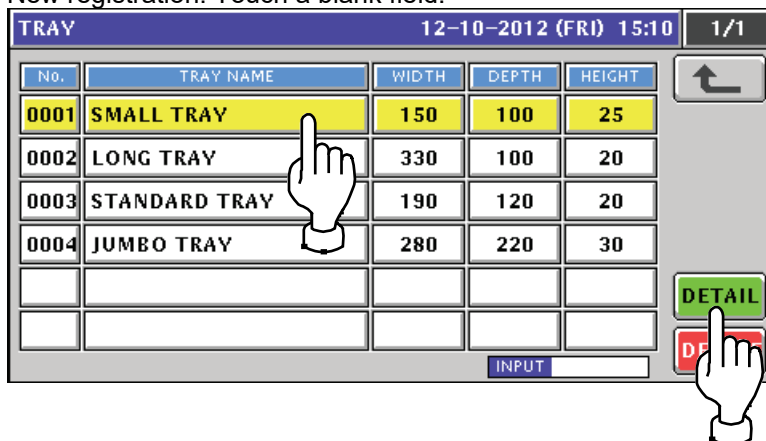 New registration: Touch a blank field.
TRAY 12-10-2012 (FRI) 15:10 1/1
No. TRAY NAME WIDTH DEPTH HEIGHT
0001 SMALL TRAY 150 100 25
0002 LONG TRAY 330 100 20
0003 STANDARD TRAY 190 120 20
0004 JUMBO TRAY 280 220 30
DETAIL
INPUT